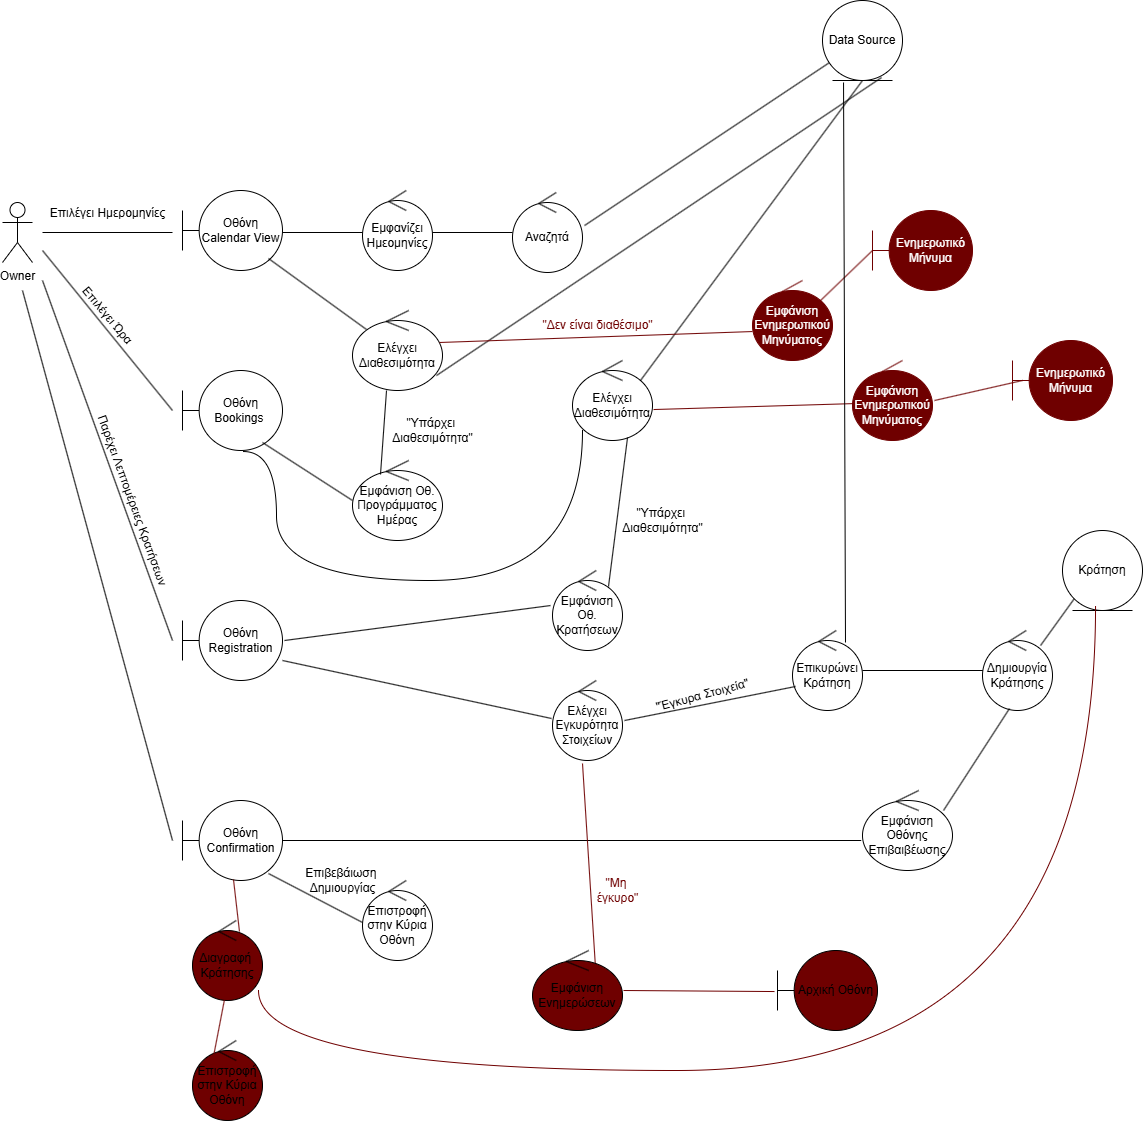 Data Source
Επιλέγει Ημερομηνίες
Owner
Οθόνη
Calendar View
Εμφανίζει
Ημεομηνίες
Αναζητά
Ενημερωτικό
Μήνυμα
Επιλέγει Ώρα
Ελέγχει
Διαθεσιμότητα
"Δεν είναι διαθέσιμο"
Εμφάνιση
Ενημερωτικού
Μηνύματος
Οθόνη
Bookings
"Υπάρχει
Διαθεσιμότητα"
Ελέγχει
Διαθεσιμότητα
Εμφάνιση
Ενημερωτικού
Μηνύματος
Ενημερωτικό
Μήνυμα
Εμφάνιση Οθ.
Προγράμματος
Ημέρας
"Υπάρχει
Διαθεσιμότητα"
Παρέχει Λεπτομέρειες Κρατήσεων
Κράτηση
Οθόνη
Registration
Εμφάνιση
Οθ.
Κρατήσεων
Επικυρώνει
Κράτηση
Δημιουργία
Κράτησης
"Έγκυρα Στοιχεία"
Ελέγχει
Εγκυρότητα
Στοιχείων
Οθόνη
Confirmation
Εμφάνιση
Οθόνης
Επιβαιβέωσης
Επιβεβάιωση
Δημιουργίας
Επιστροφή
στην Κύρια
Οθόνη
"Μη
έγκυρο"
Διαγραφή
Κράτησης
Εμφάνιση
Ενημερώσεων
Αρχική Οθόνη
Επιστροφή
στην Κύρια
Οθόνη